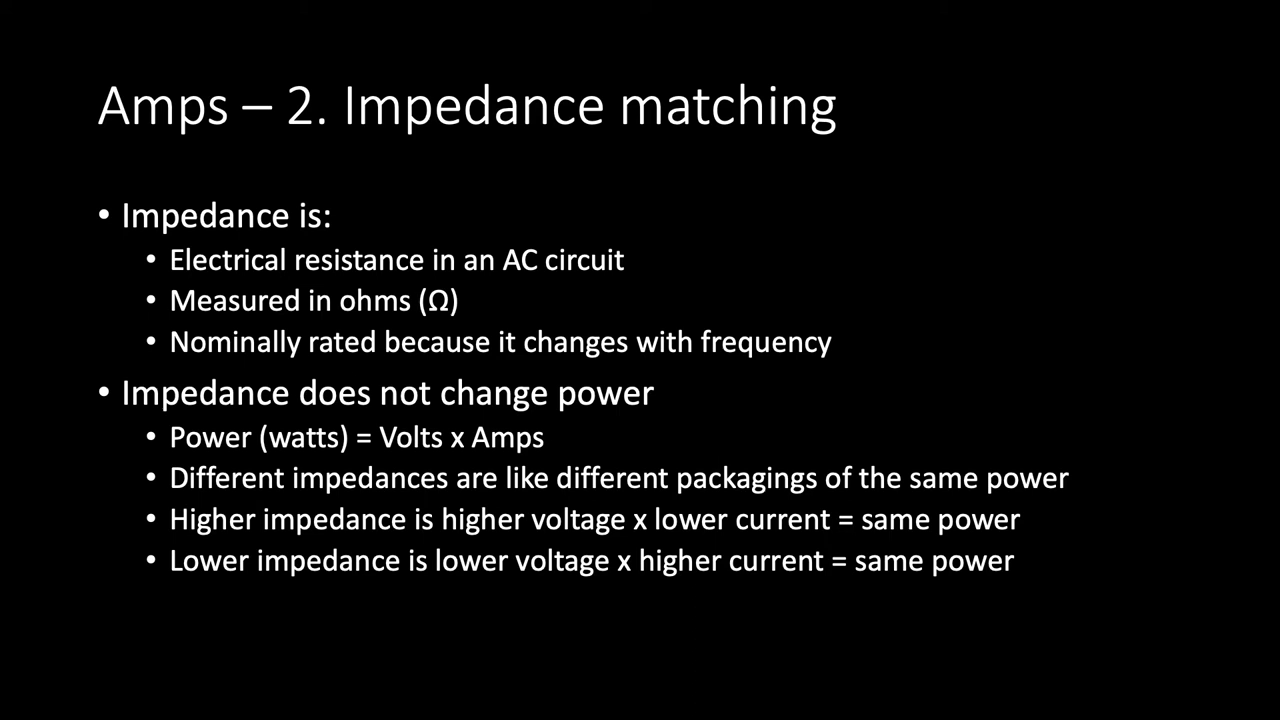 Amps – 2. Impedance matching
• Impedance is:
• Electrical resistance in an AC circuit
• Measured in ohms (Ω)
• Nominally rated because it changes with frequency
• Impedance does not change power
• Power (watts) = Volts x Amps
• Different impedances are like different packagings of the same power
• Higher impedance is higher voltage x lower current = same power
• Lower impedance is lower voltage x higher current = same power